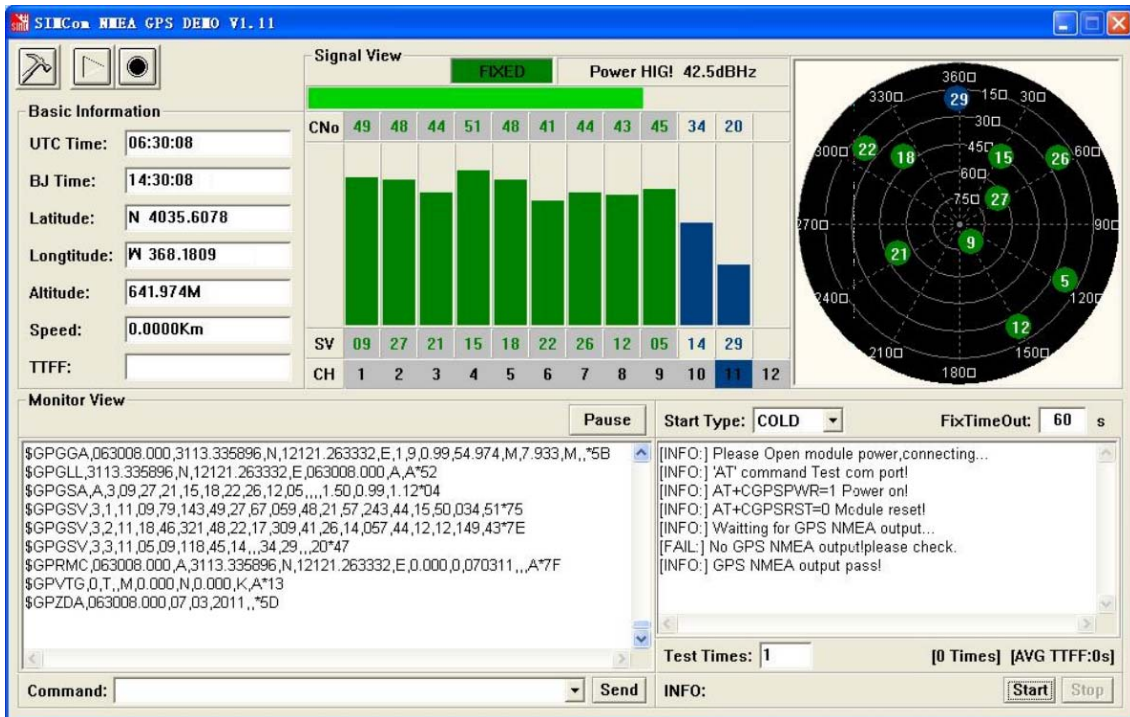 SIMCom NMEA GPS DEMO V1.11
Basic Information
UTC Time: 06:30:08
BJ Time: 14:30:08
Latitude: N 4035.6078
Longtitude: W 368.1809
Altitude: 641.974M
Speed: 0.0000Km
TTFF:
Signal View
FIXED Power HIG! 42.5dBHz
CNo 49 48 44 51 48 41 44 43 45 34 20
SV 09 27 21 15 18 22 26 12 05 14 29
CH 1 2 3 4 5 6 7 8 9 10 11 12
360□
330□ 29 15□ 30□
30□
300□ 22 18 45□ 15 26 60□
60□
75□ 27
270□ 90□
9
21
5
240□ 120□
12
210□ 150□
180□
Monitor View
Pause
$GPGGA,063008.000,3113.335896,N,12121.263332,E,1,9,0.99,54.974,M,7.933,M,,*5B
$GPGLL,3113.335896,N,12121.263332,E,063008.000,A,A*52
$GPGSA,A,3,09,27,21,15,18,22,26,12,05,,,,1.50,0.99,1.12*04
$GPGSV,3,1,11,09,79,143,49,27,67,059,48,21,57,243,44,15,50,034,51*75
$GPGSV,3,2,11,18,46,321,48,22,17,309,41,26,14,057,44,12,12,149,43*7E
$GPGSV,3,3,11,05,09,118,45,14,,,34,29,,,20*47
$GPRMC,063008.000,A,3113.335896,N,12121.263332,E,0.000,0,070311,,,A*7F
$GPVTG,0,T,,M,0.000,N,0.000,K,A*13
$GPZDA,063008.000,07,03,2011,,*5D
Command:
Send
Start Type: COLD FixTimeOut: 60 s
[INFO:] Please Open module power,connecting...
[INFO:] 'AT' command Test com port!
[INFO:] AT+CGPSPWR=1 Power on!
[INFO:] AT+CGPSRST=0 Module reset!
[INFO:] Waitting for GPS NMEA output...
[FAIL:] No GPS NMEA output!please check.
[INFO:] GPS NMEA output pass!
Test Times: 1 [0 Times] [AVG TTFF:0s]
INFO: Start Stop